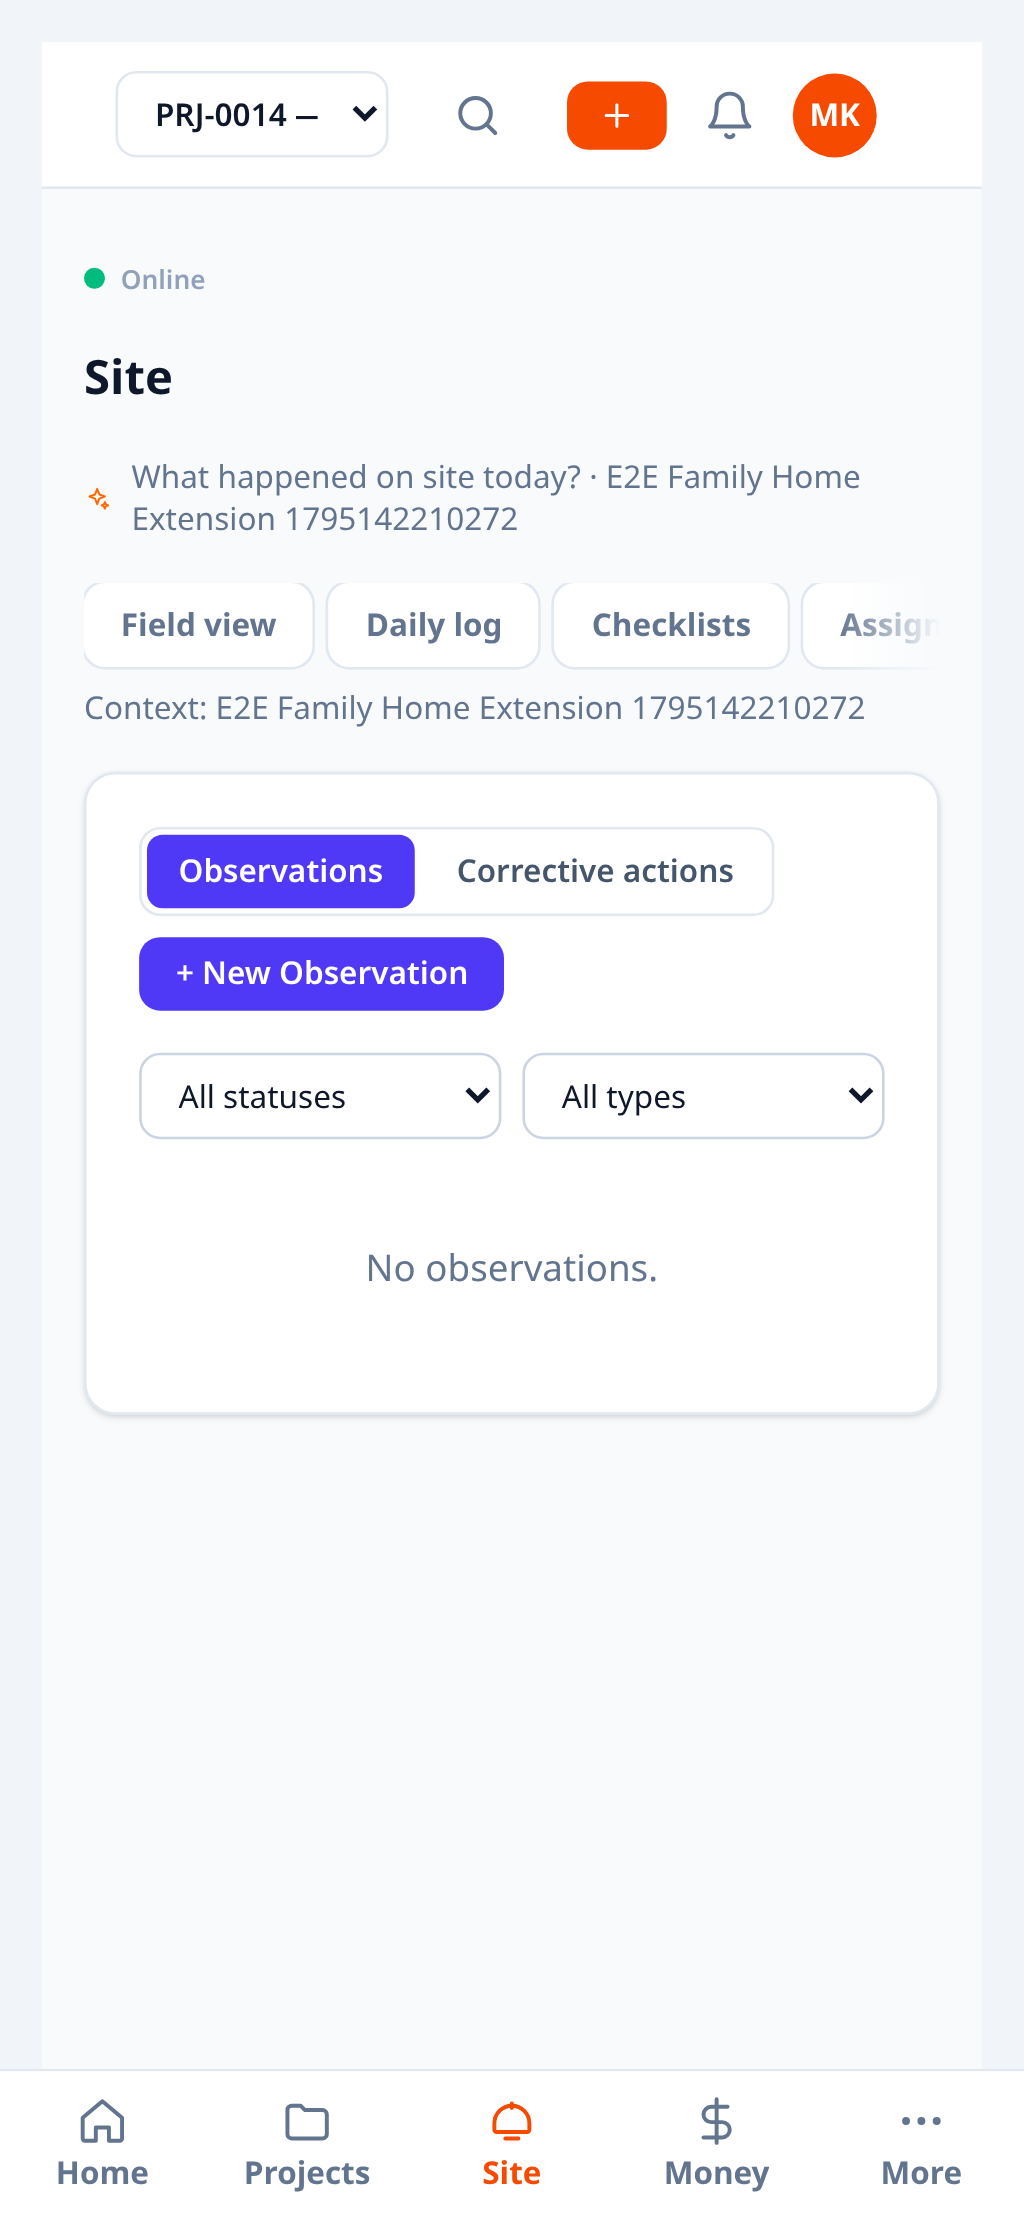 PRJ-0014 —
+
MK
Online
Site
What happened on site today? · E2E Family Home
Extension 1795142210272
Field view
Daily log
Checklists
Assign
Context: E2E Family Home Extension 1795142210272
Observations
Corrective actions
+ New Observation
All statuses
All types
No observations.
Home
Projects
Site
Money
More